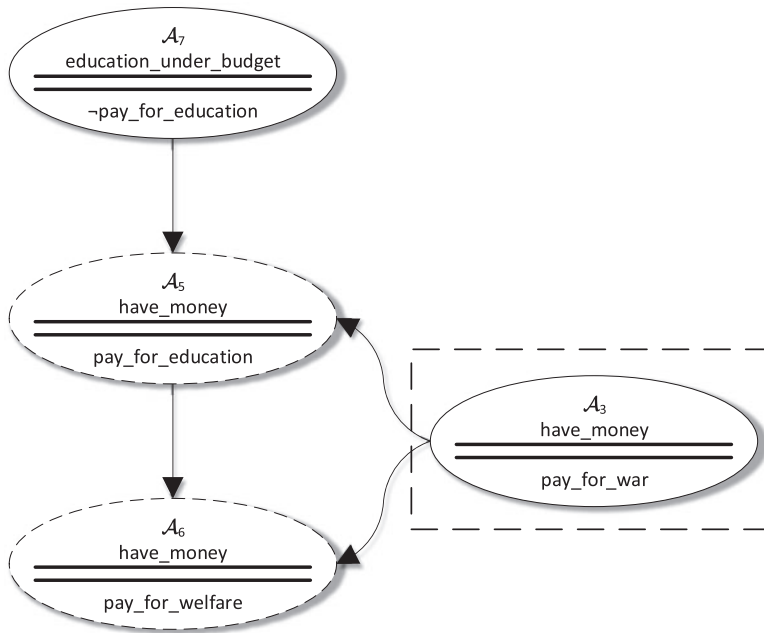 𝒜₇
education_under_budget
¬pay_for_education
𝒜₅
have_money
pay_for_education
𝒜₃
have_money
pay_for_war
𝒜₆
have_money
pay_for_welfare